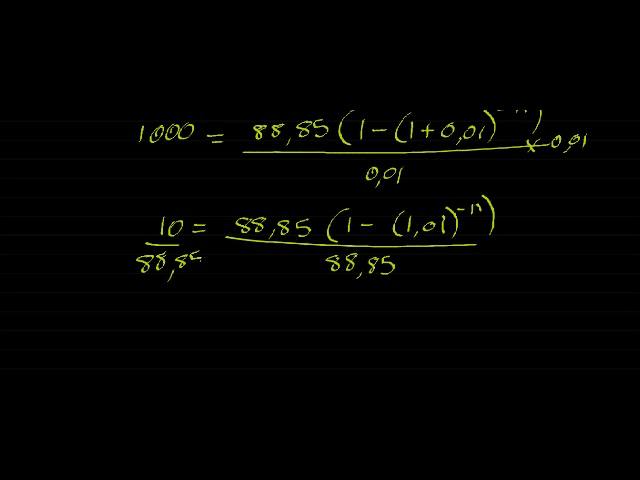 1000 = 88,85(1-(1+0,01)^-n) × 0,01
0,01
10 = 88,85 (1-(1,01)^-n)
88,85 88,85